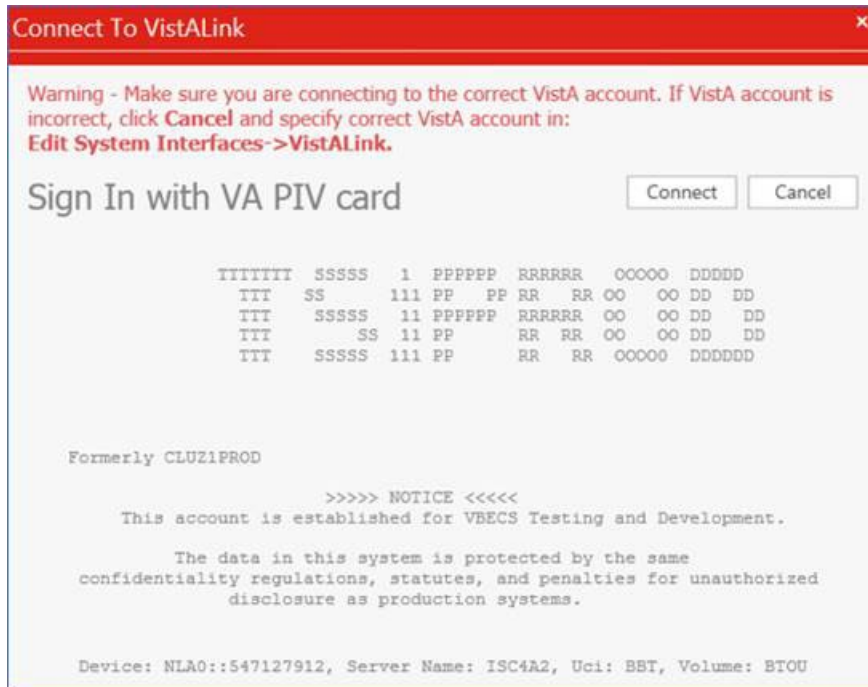 Connect To VistALink
Warning - Make sure you are connecting to the correct VistA account. If VistA account is
incorrect, click Cancel and specify correct VistA account in:
Edit System Interfaces->VistALink.
Sign In with VA PIV card
Connect
Cancel
TTTTTTT  SSSSS   1  PPPPPP  RRRRRR   OOOOO  DDDDD
  TTT   SS      111 PP   PP RR   RR OO   OO DD  DD
  TTT    SSSSS   11 PPPPPP  RRRRRR  OO   OO DD   DD
  TTT        SS  11 PP      RR  RR  OO   OO DD   DD
  TTT    SSSSS  111 PP      RR   RR  OOOOO  DDDDDD
Formerly CLUZ1PROD
>>>>> NOTICE <<<<<
This account is established for VBECS Testing and Development.
The data in this system is protected by the same
confidentiality regulations, statutes, and penalties for unauthorized
disclosure as production systems.
Device: NLA0::547127912, Server Name: ISC4A2, Uci: BBT, Volume: BTOU